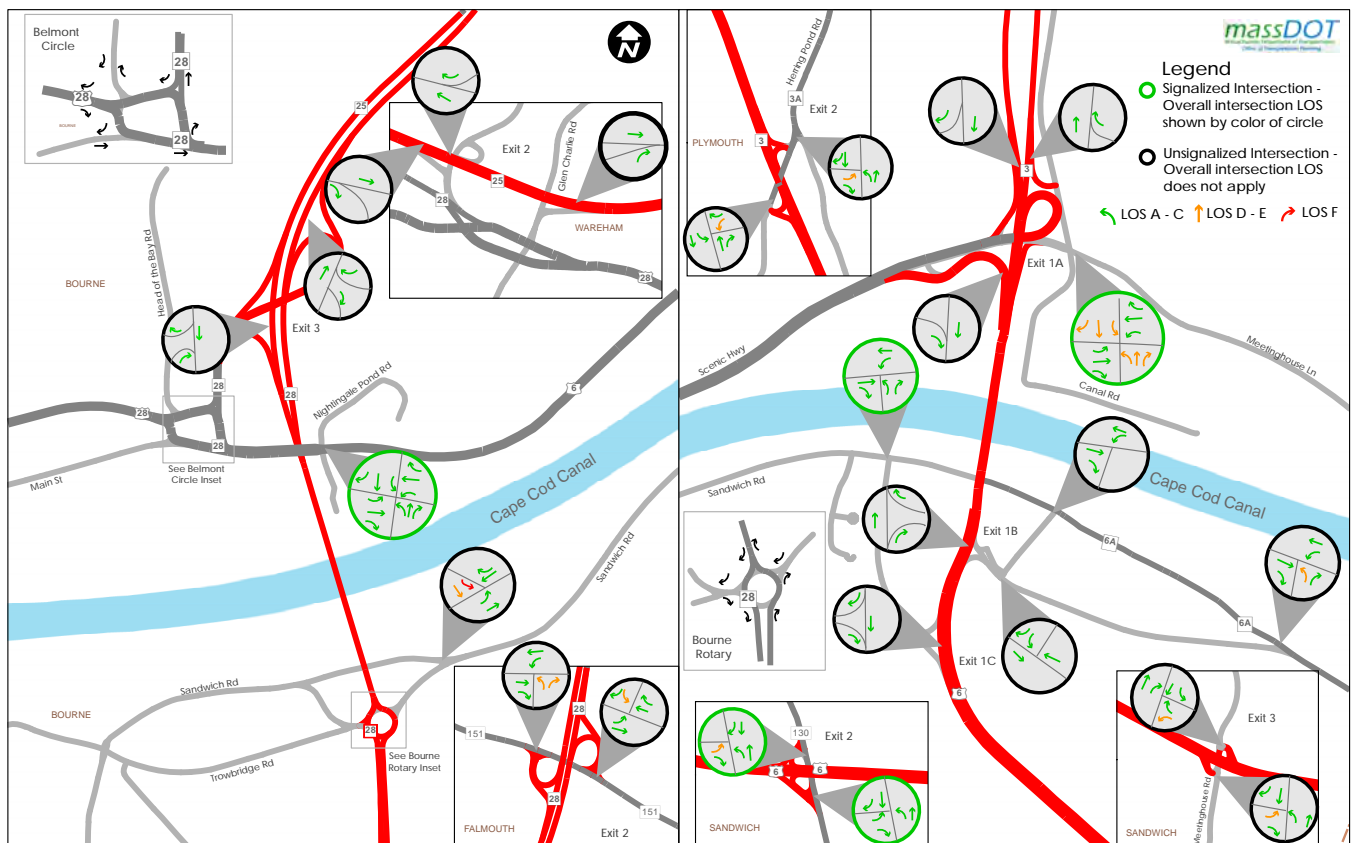 Belmont
Circle
28
28
28
BOURNE
N
25
Exit 2
25
28
Glen Charlie Rd
WAREHAM
28
BOURNE
Head of the Bay Rd
Exit 3
28
28
Nightingale Pond Rd
6
28
28
See Belmont
Circle Inset
Main St
Cape Cod Canal
Sandwich Rd
Sandwich Rd
BOURNE
Trowbridge Rd
28
See Bourne
Rotary Inset
151
28
28
151
FALMOUTH
Exit 2
Herring Pond Rd
3A
Exit 2
PLYMOUTH
3
massDOT
Legend
Signalized Intersection -
Overall intersection LOS
shown by color of circle
Unsignalized Intersection -
Overall intersection LOS
does not apply
LOS A - C
LOS D - E
LOS F
3
Exit 1A
Scenic Hwy
Meetinghouse Ln
Canal Rd
Cape Cod Canal
Sandwich Rd
Exit 1B
6A
6A
28
Bourne
Rotary
Exit 1C
6
130
Exit 2
6
6
SANDWICH
Exit 3
Meetinghouse Rd
SANDWICH